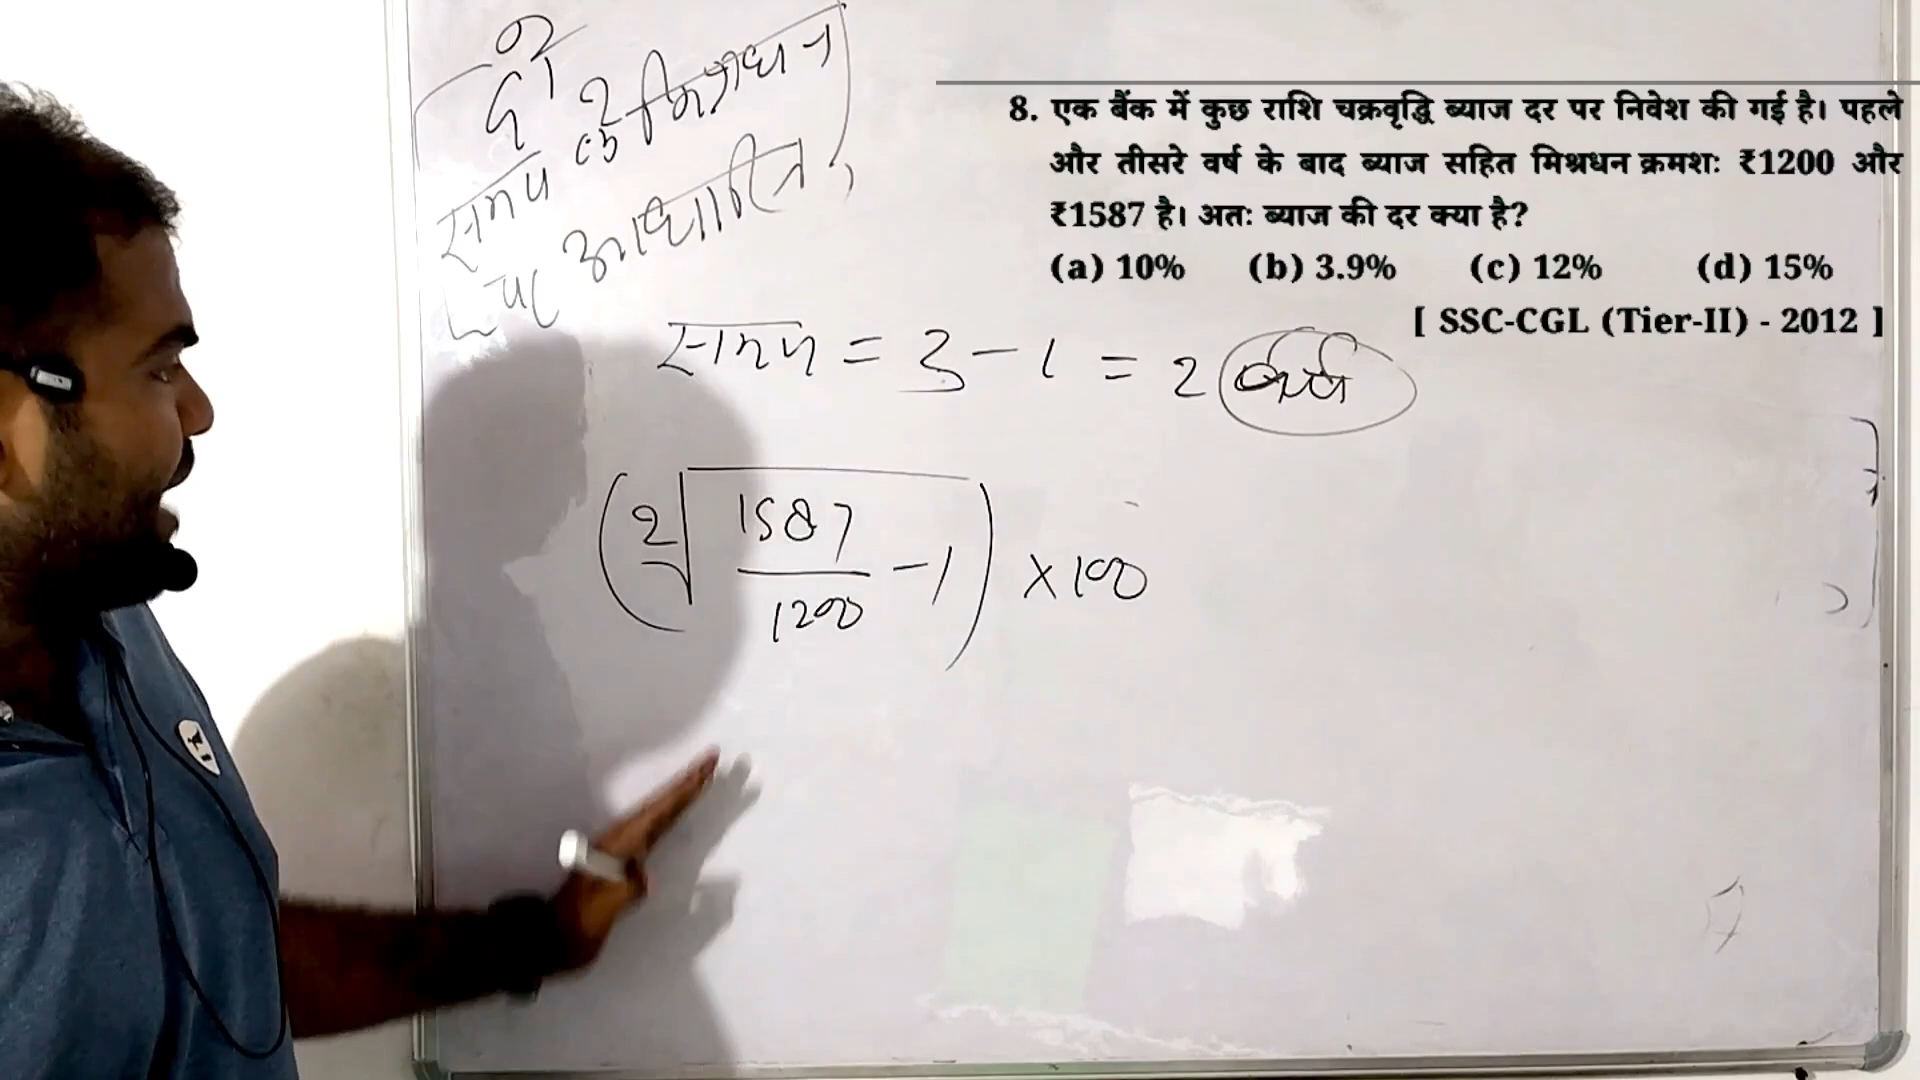 दो
समय के मिश्रधन
पर आधारित
8. एक बैंक में कुछ राशि चक्रवृद्धि ब्याज दर पर निवेश की गई है। पहले
और तीसरे वर्ष के बाद ब्याज सहित मिश्रधन क्रमशः ₹1200 और
₹1587 है। अतः ब्याज की दर क्या है?
(a) 10% (b) 3.9% (c) 12% (d) 15%
[ SSC-CGL (Tier-II) - 2012 ]
समय = 3 - 1 = 2 वर्ष
(2√1587/1200 - 1) × 100